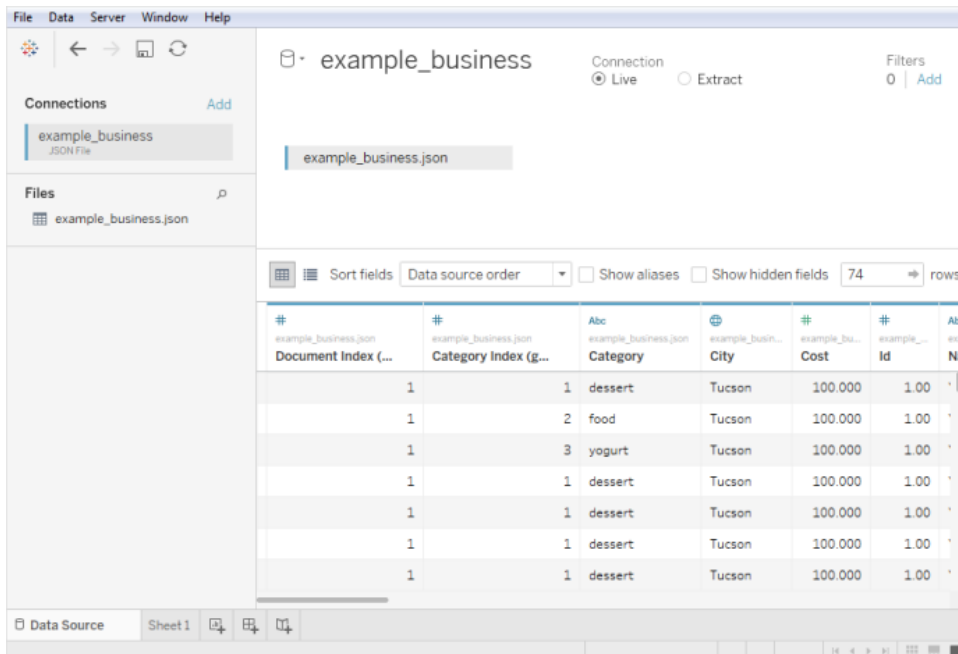 File Data Server Window Help
example_business
Connection
Live Extract
Filters
0 Add
Connections Add
example_business
JSON File
example_business.json
Files
example_business.json
Sort fields Data source order Show aliases Show hidden fields 74 rows
# # Abc # # Ab
example_business.json example_business.json example_business.json example_busin... example_bu... example_... ex
Document Index (... Category Index (g... Category City Cost Id N
1 1 dessert Tucson 100.000 1.00
1 2 food Tucson 100.000 1.00
1 3 yogurt Tucson 100.000 1.00
1 1 dessert Tucson 100.000 1.00
1 1 dessert Tucson 100.000 1.00
1 1 dessert Tucson 100.000 1.00
1 1 dessert Tucson 100.000 1.00
Data Source Sheet 1